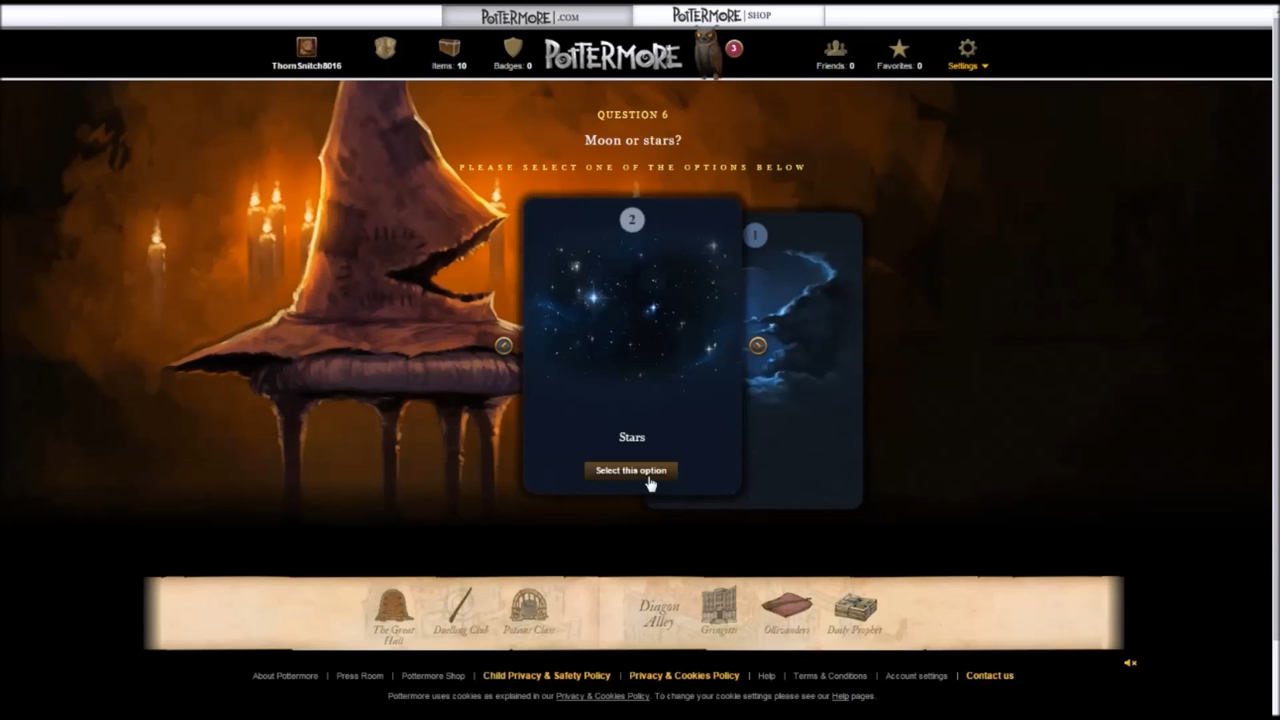 POTTERMORE .COM
POTTERMORE SHOP
ThornSnitch8016
Items: 10
Badges: 0
POTTERMORE
3
Friends: 0
Favorites: 0
Settings
QUESTION 6
Moon or stars?
PLEASE SELECT ONE OF THE OPTIONS BELOW
2
1
Stars
Select this option
The Great Hall
Duelling Club
Potions Class
Diagon Alley
Gringotts
Ollivanders
Daily Prophet
About Pottermore | Press Room | Pottermore Shop | Child Privacy & Safety Policy | Privacy & Cookies Policy | Help | Terms & Conditions | Account settings | Contact us
Pottermore uses cookies as explained in our Privacy & Cookies Policy. To change your cookie settings please see our Help pages.